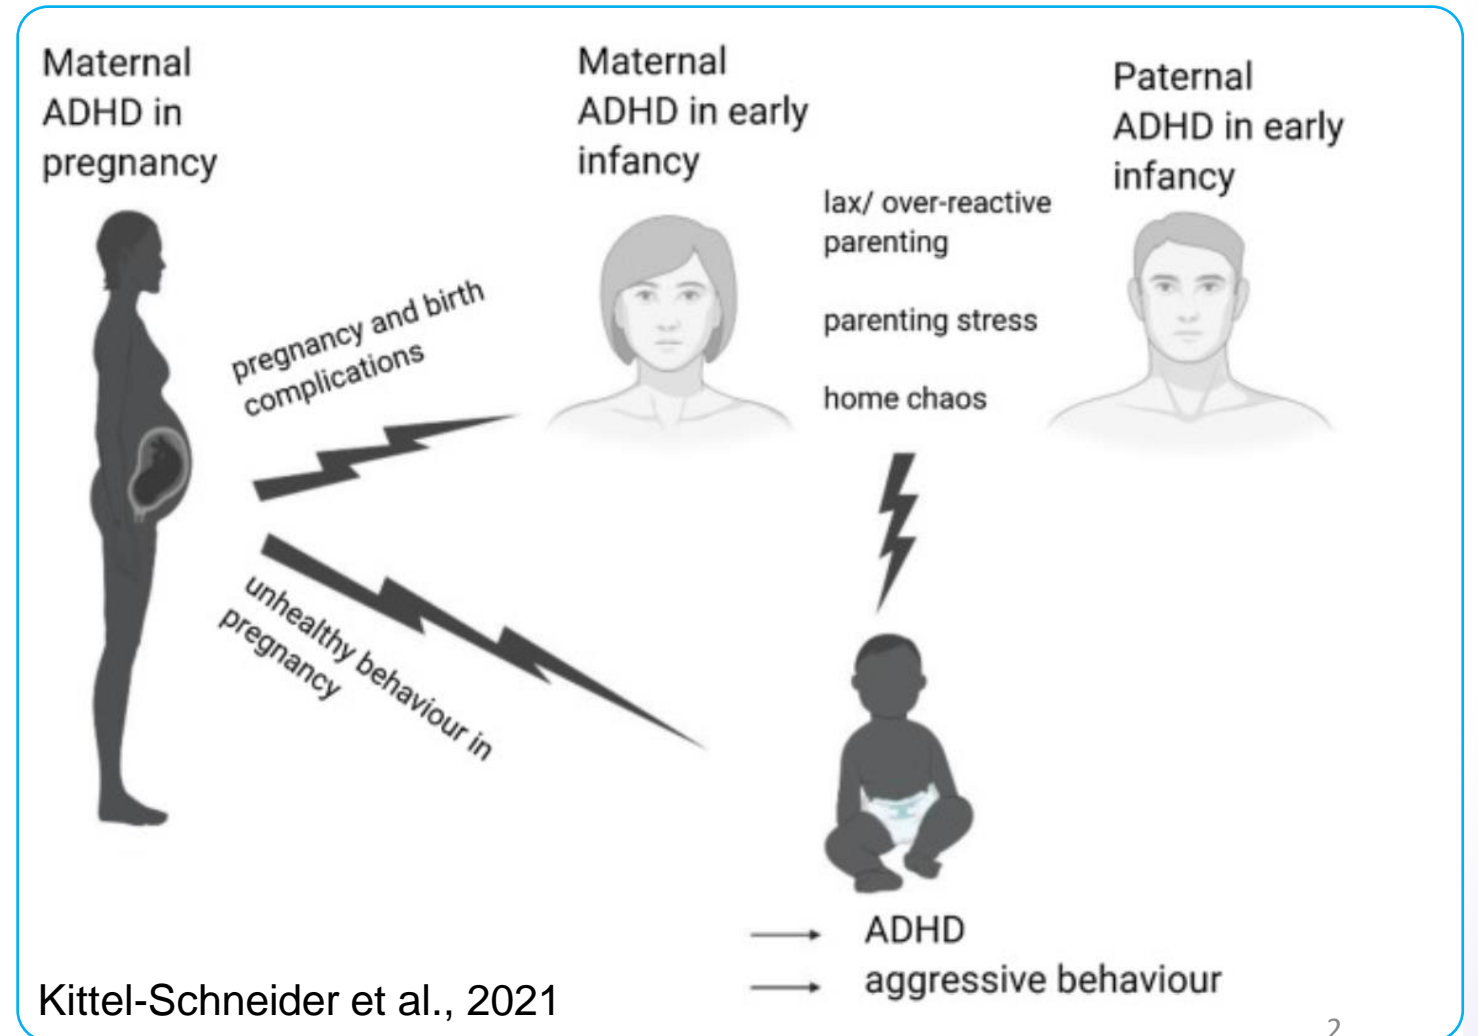 Maternal
ADHD in
pregnancy
Maternal
ADHD in early
infancy
Paternal
ADHD in early
infancy
lax/ over-reactive
parenting
parenting stress
home chaos
pregnancy and birth
complications
unhealthy behaviour in
pregnancy
ADHD
aggressive behaviour
Kittel-Schneider et al., 2021
2